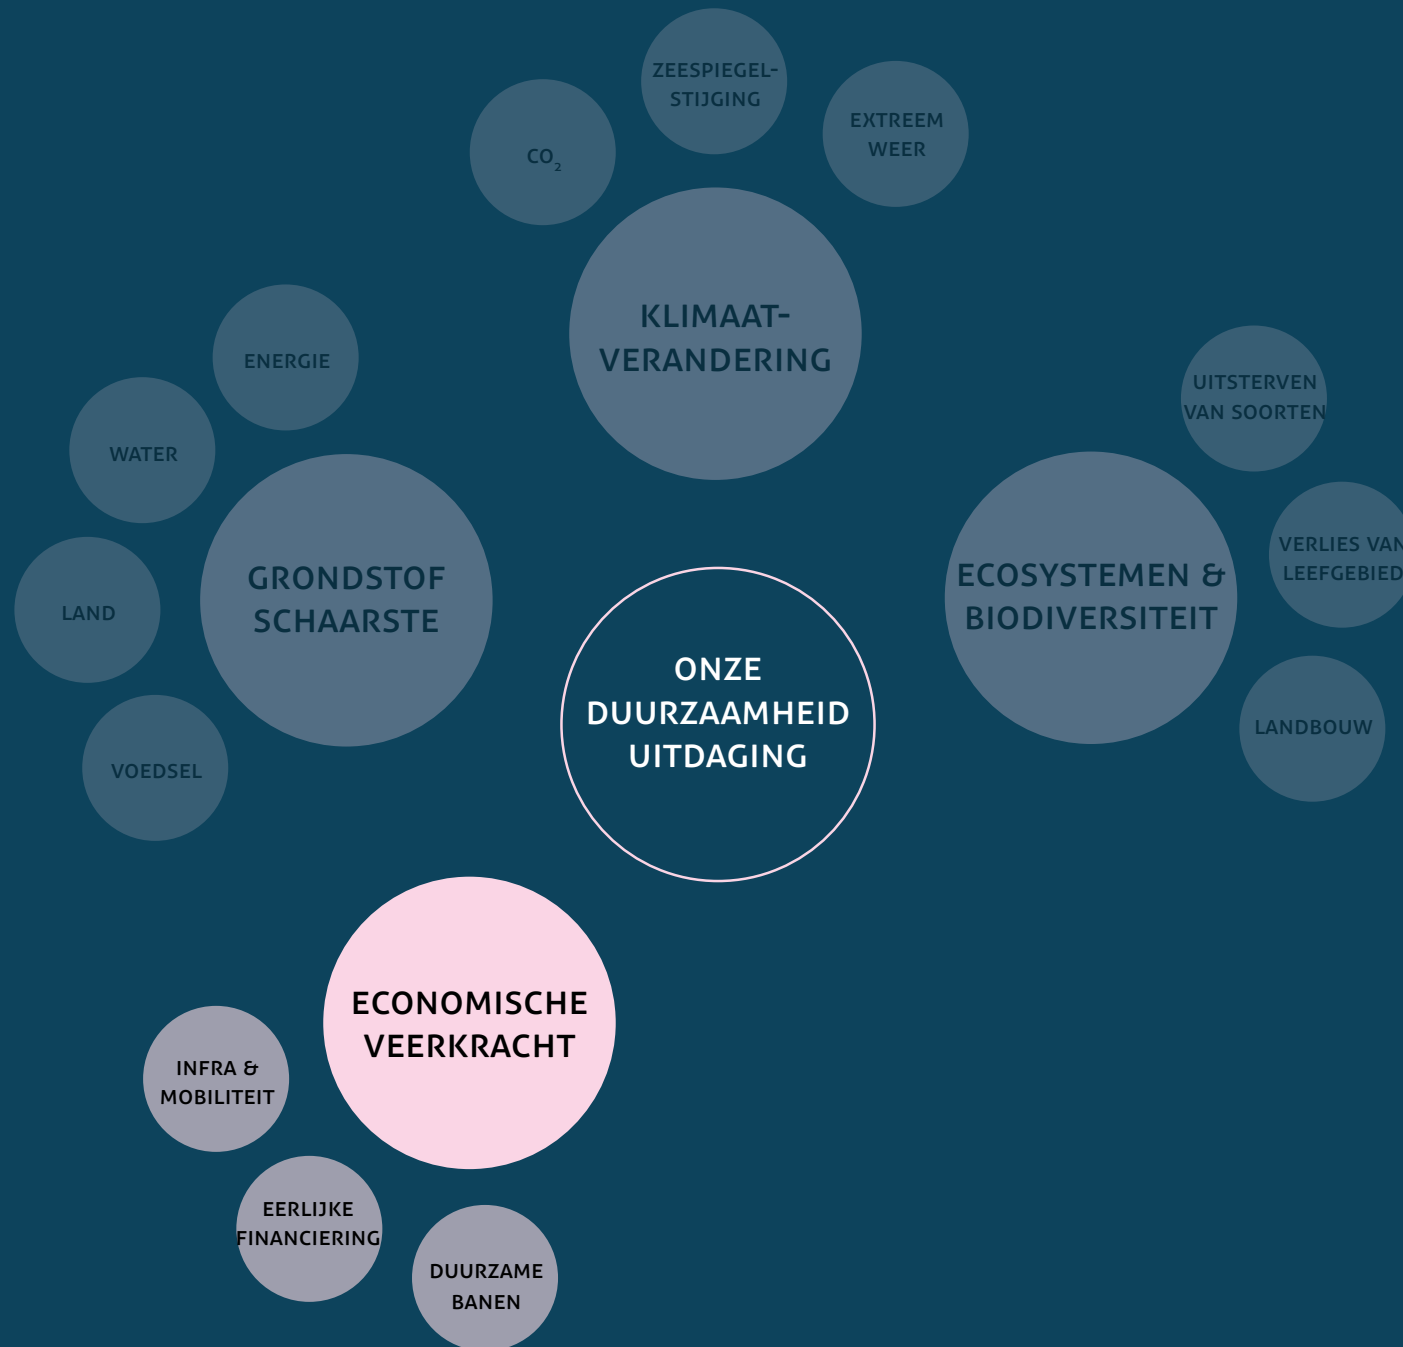 ZEESPIEGEL-
STIJGING
EXTREEM
WEER
CO₂
KLIMAAT-
VERANDERING
ENERGIE
WATER
LAND
VOEDSEL
GRONDSTOF
SCHAARSTE
UITSTERVEN
VAN SOORTEN
VERLIES VAN
LEEFGEBIED
LANDBOUW
ECOSYSTEMEN &
BIODIVERSITEIT
ONZE
DUURZAAMHEID
UITDAGING
ECONOMISCHE
VEERKRACHT
INFRA &
MOBILITEIT
EERLIJKE
FINANCIERING
DUURZAME
BANEN